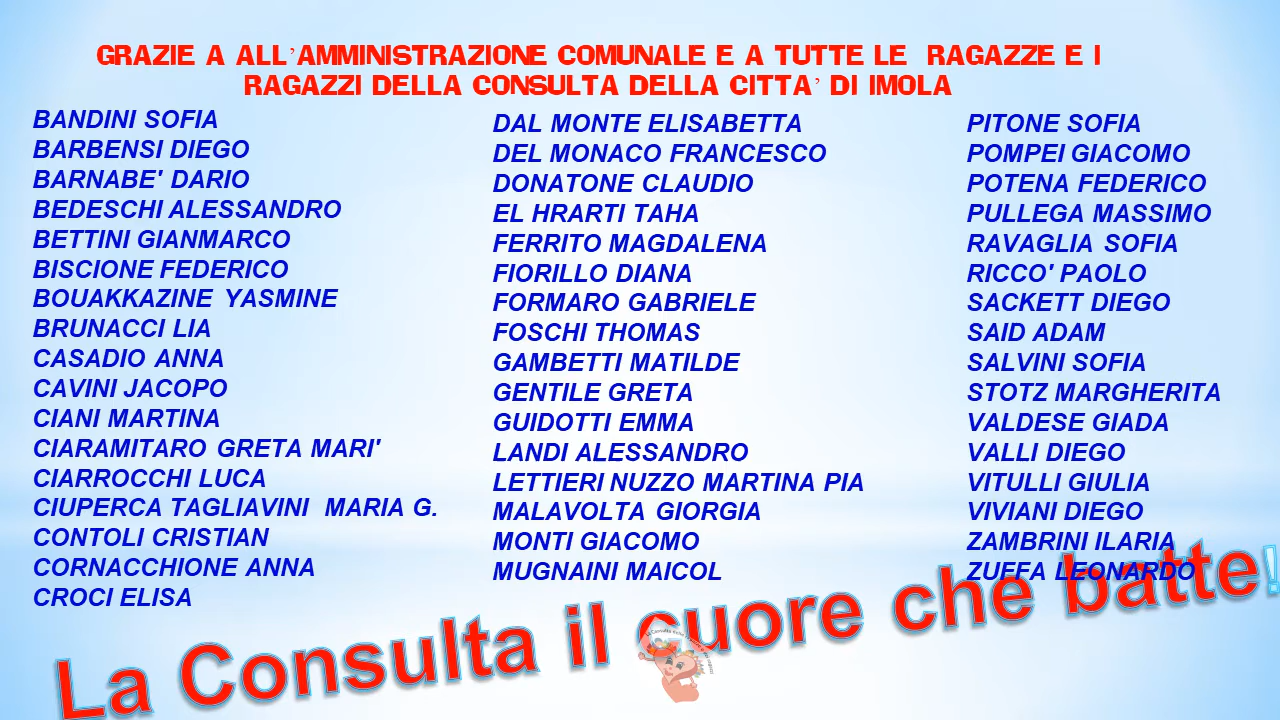 GRAZIE A ALL'AMMINISTRAZIONE COMUNALE E A TUTTE LE RAGAZZE E I
RAGAZZI DELLA CONSULTA DELLA CITTA' DI IMOLA
BANDINI SOFIA
BARBENSI DIEGO
BARNABE' DARIO
BEDESCHI ALESSANDRO
BETTINI GIANMARCO
BISCIONE FEDERICO
BOUAKKAZINE YASMINE
BRUNACCI LIA
CASADIO ANNA
CAVINI JACOPO
CIANI MARTINA
CIARAMITARO GRETA MARI'
CIARROCCHI LUCA
CIUPERCA TAGLIAVINI MARIA G.
CONTOLI CRISTIAN
CORNACCHIONE ANNA
CROCI ELISA
DAL MONTE ELISABETTA
DEL MONACO FRANCESCO
DONATONE CLAUDIO
EL HRARTI TAHA
FERRITO MAGDALENA
FIORILLO DIANA
FORMARO GABRIELE
FOSCHI THOMAS
GAMBETTI MATILDE
GENTILE GRETA
GUIDOTTI EMMA
LANDI ALESSANDRO
LETTIERI NUZZO MARTINA PIA
MALAVOLTA GIORGIA
MONTI GIACOMO
MUGNAINI MAICOL
PITONE SOFIA
POMPEI GIACOMO
POTENA FEDERICO
PULLEGA MASSIMO
RAVAGLIA SOFIA
RICCO' PAOLO
SACKETT DIEGO
SAID ADAM
SALVINI SOFIA
STOTZ MARGHERITA
VALDESE GIADA
VALLI DIEGO
VITULLI GIULIA
VIVIANI DIEGO
ZAMBRINI ILARIA
ZUFFA LEONARDO
La Consulta il cuore che batte!